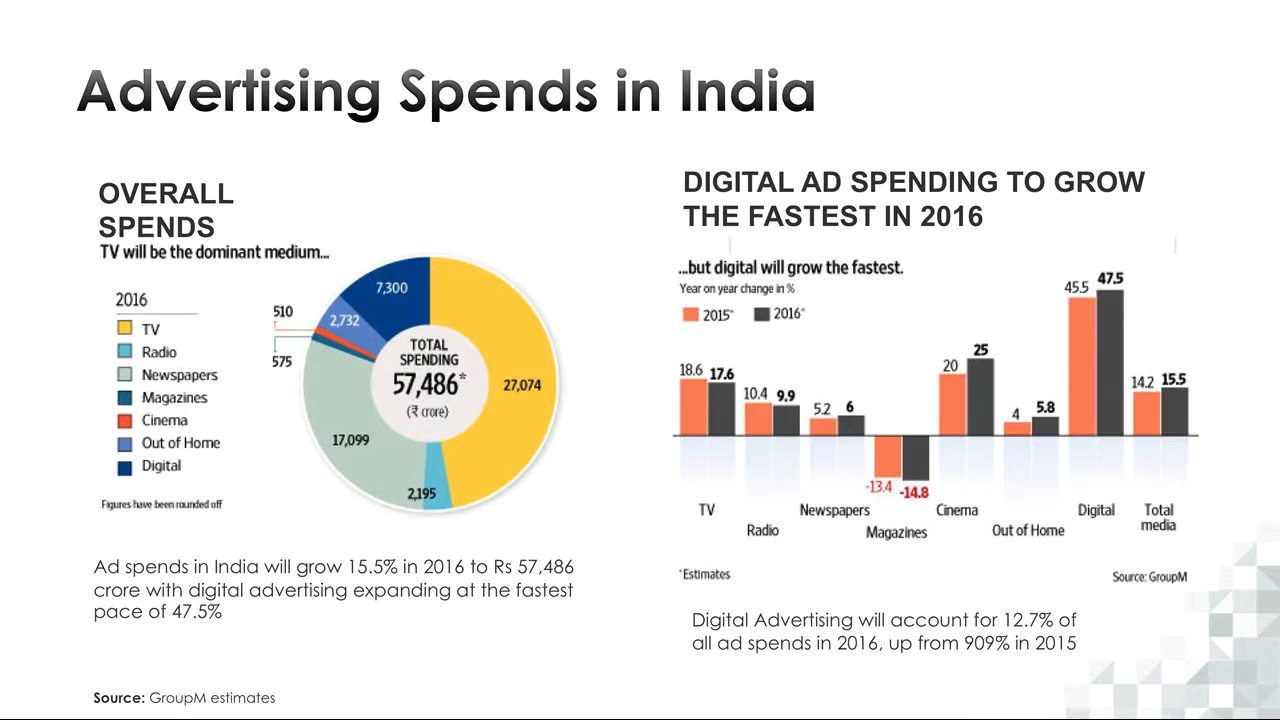 Advertising Spends in India
OVERALL
SPENDS
TV will be the dominant medium...
2016
TV
Radio
Newspapers
Magazines
Cinema
Out of Home
Digital
Figures have been rounded off
7,300
2,732
510
575
17,099
2,195
27,074
TOTAL
SPENDING
57,486*
(₹ crore)
Ad spends in India will grow 15.5% in 2016 to Rs 57,486
crore with digital advertising expanding at the fastest
pace of 47.5%
DIGITAL AD SPENDING TO GROW
THE FASTEST IN 2016
...but digital will grow the fastest.
Year on year change in %
2015* 2016*
18.6 17.6
10.4 9.9
5.2 6
-13.4 -14.8
20 25
4 5.8
45.5 47.5
14.2 15.5
TV
Radio
Newspapers
Magazines
Cinema
Out of Home
Digital
Total
media
*Estimates
Source: GroupM
Digital Advertising will account for 12.7% of
all ad spends in 2016, up from 909% in 2015
Source: GroupM estimates